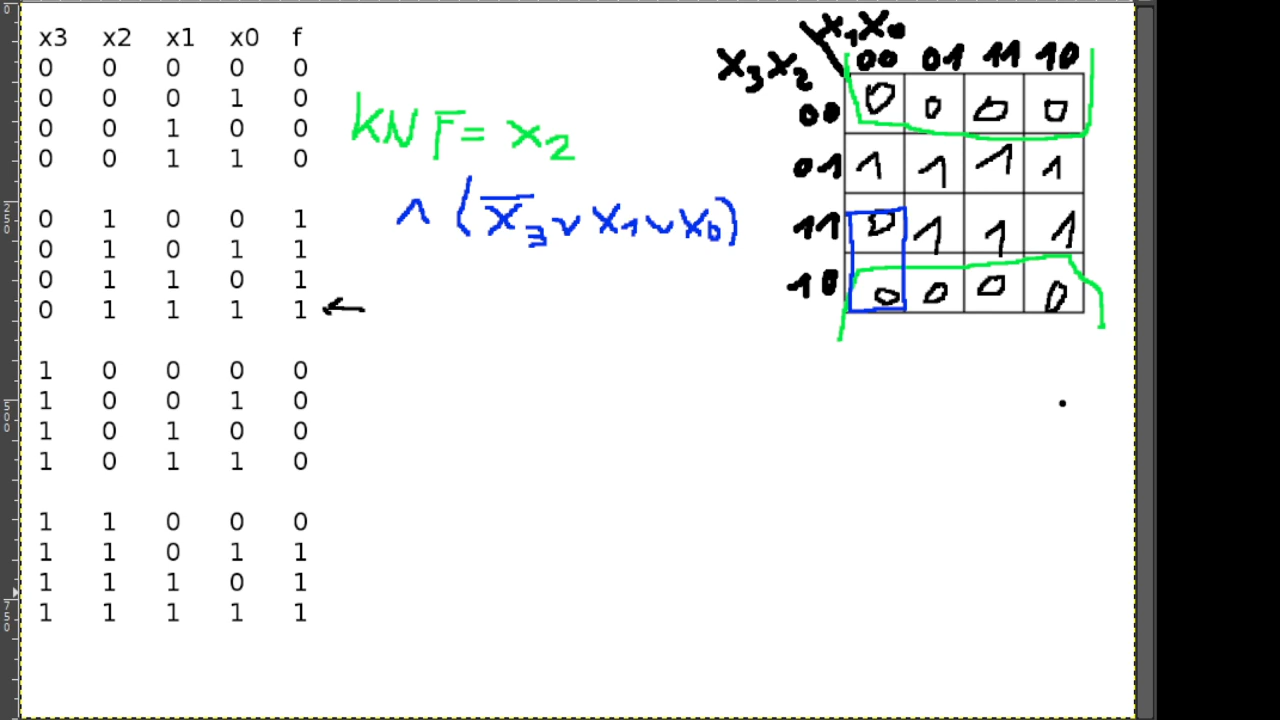 x3 x2 x1 x0 f
0 0 0 0 0
0 0 0 1 0
0 0 1 0 0
0 0 1 1 0
0 1 0 0 1
0 1 0 1 1
0 1 1 0 1
0 1 1 1 1 ←
1 0 0 0 0
1 0 0 1 0
1 0 1 0 0
1 0 1 1 0
1 1 0 0 0
1 1 0 1 1
1 1 1 0 1
1 1 1 1 1
KNF= x₂
∧ (x̅₃ ∨ x₁ ∨ x₀)
x₁x₀
x₃x₂ 00 01 11 10
00 0 0 0 0
01 1 1 1 1
11 0 1 1 1
10 0 0 0 0
0
250
500
750